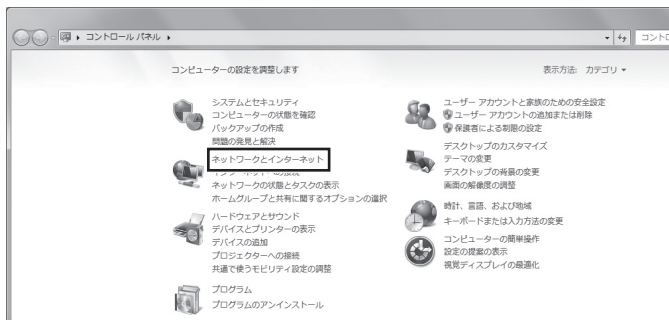 コントロール パネル
コントロ
コンピューターの設定を調整します
表示方法: カテゴリ
システムとセキュリティ
コンピューターの状態を確認
バックアップの作成
問題の発見と解決
ネットワークとインターネット
インターネットへの接続
ネットワークの状態とタスクの表示
ホームグループと共有に関するオプションの選択
ハードウェアとサウンド
デバイスとプリンターの表示
デバイスの追加
プロジェクターへの接続
共通で使うモビリティ設定の調整
プログラム
プログラムのアンインストール
ユーザー アカウントと家族のための安全設定
ユーザー アカウントの追加または削除
保護者による制限の設定
デスクトップのカスタマイズ
テーマの変更
デスクトップの背景の変更
画面の解像度の調整
時計、言語、および地域
キーボードまたは入力方法の変更
コンピューターの簡単操作
設定の提案の表示
視覚ディスプレイの最適化